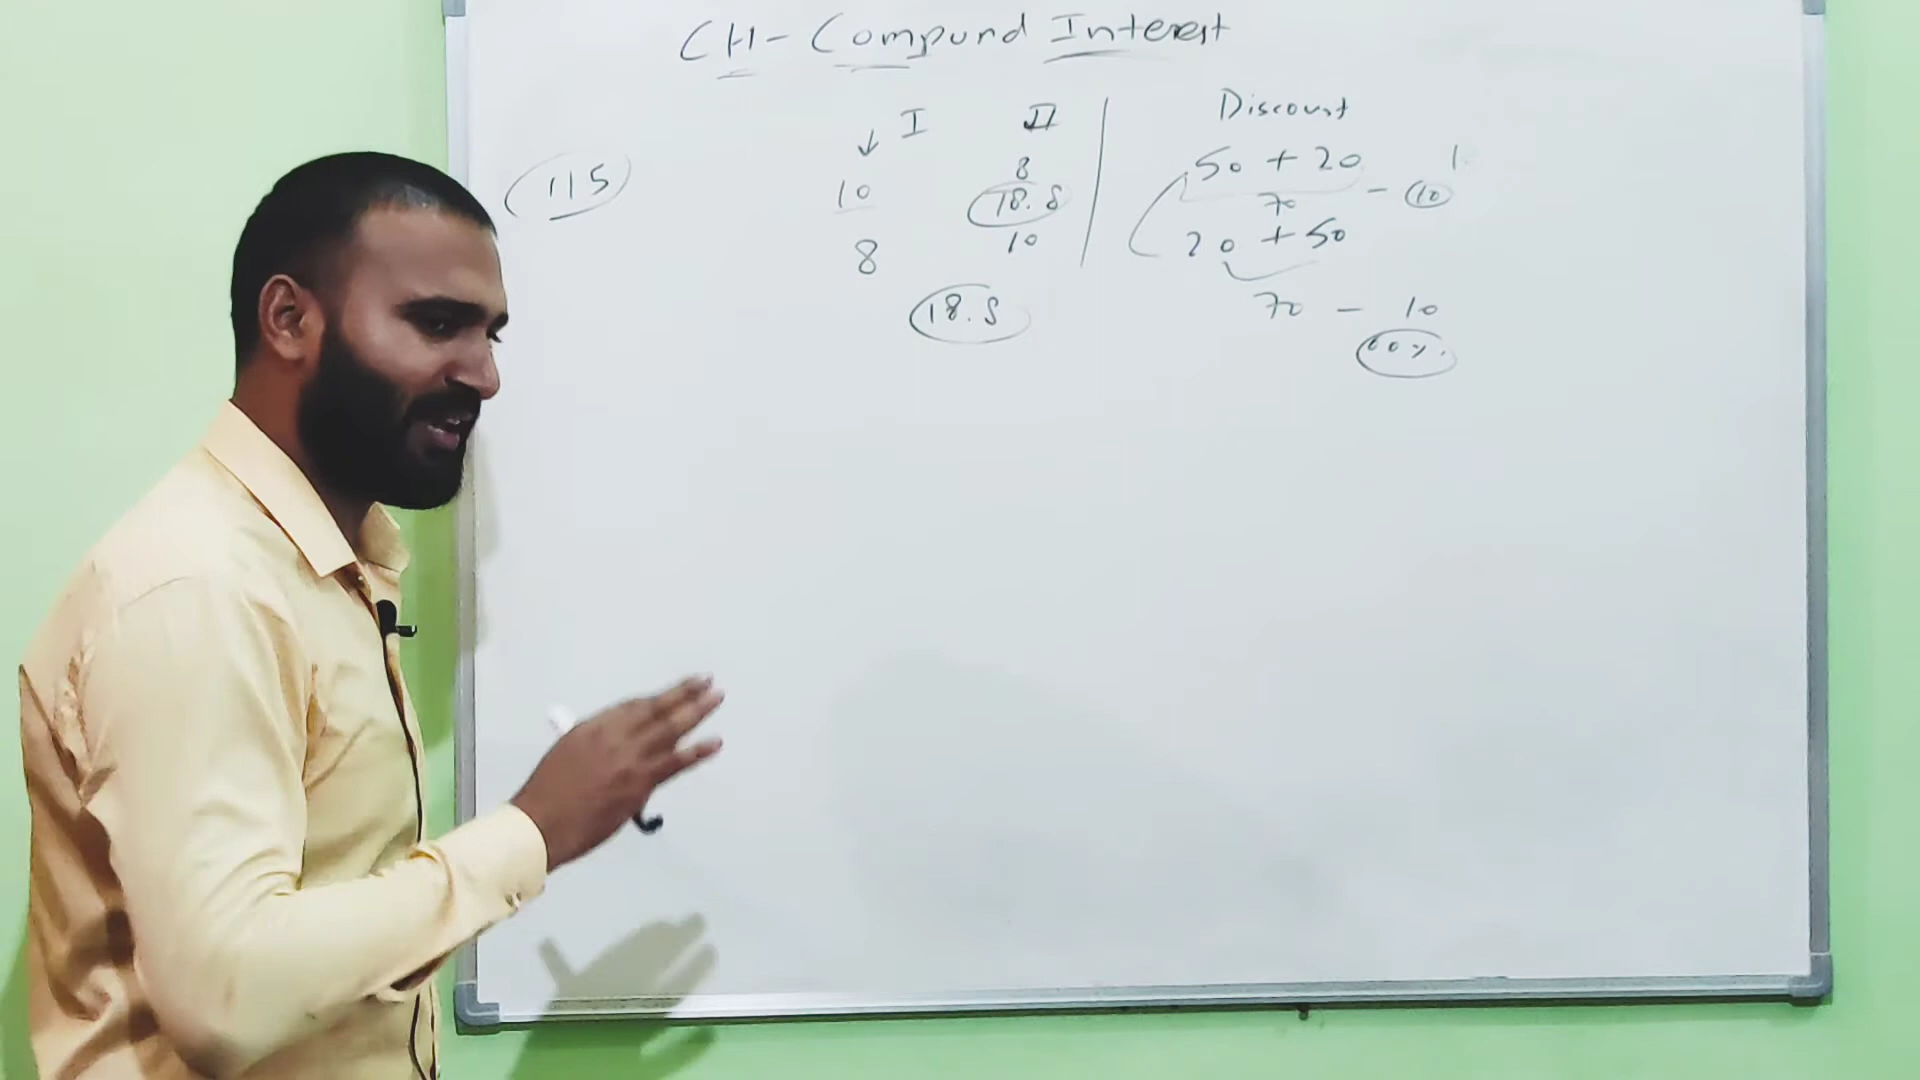 CH - Compund Interest
115
I II
10 8
18.8
8 10
18.8
Discount
50 + 20
70 - 10
20 + 50
70 - 10
60%